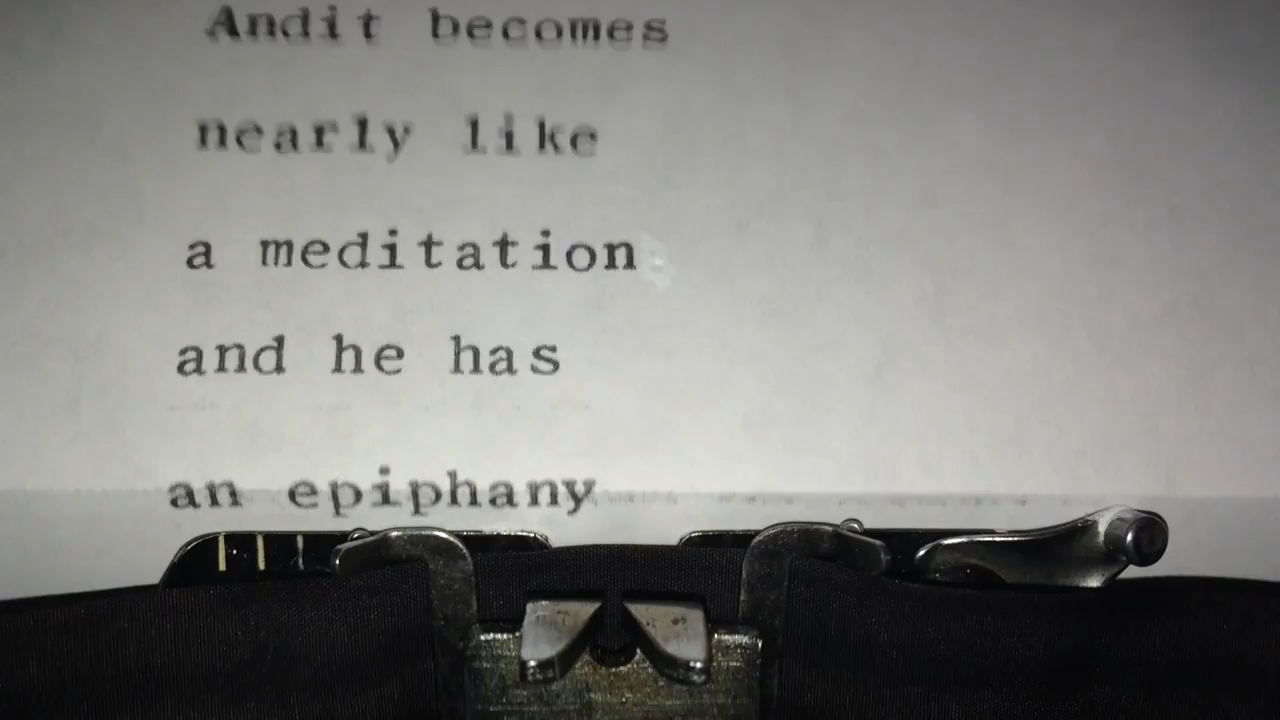 Andit becomes
nearly like
a meditation
and he has
an epiphany